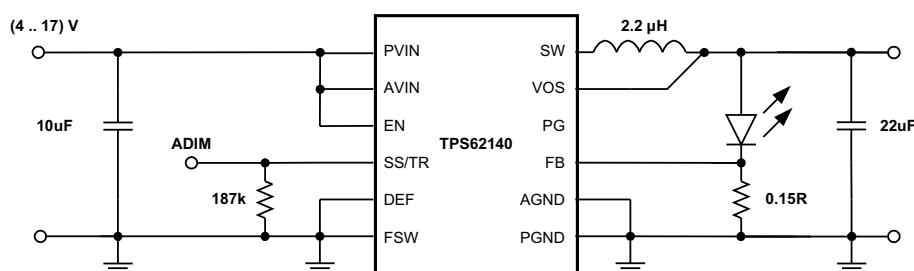 (4 .. 17) V
2.2 µH
PVIN
SW
AVIN
VOS
10uF
EN
PG
22uF
ADIM
TPS62140
SS/TR
FB
187k
DEF
AGND
0.15R
FSW
PGND